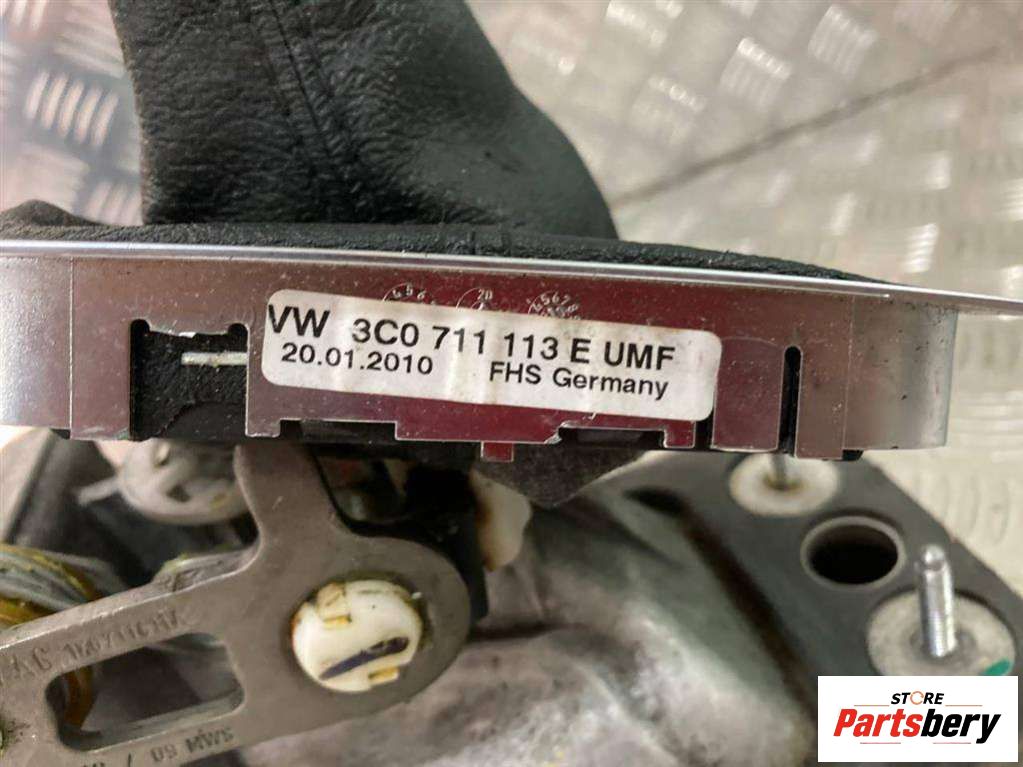 VW 3C0 711 113 E UMF
20.01.2010 FHS Germany
STORE
Partsbery